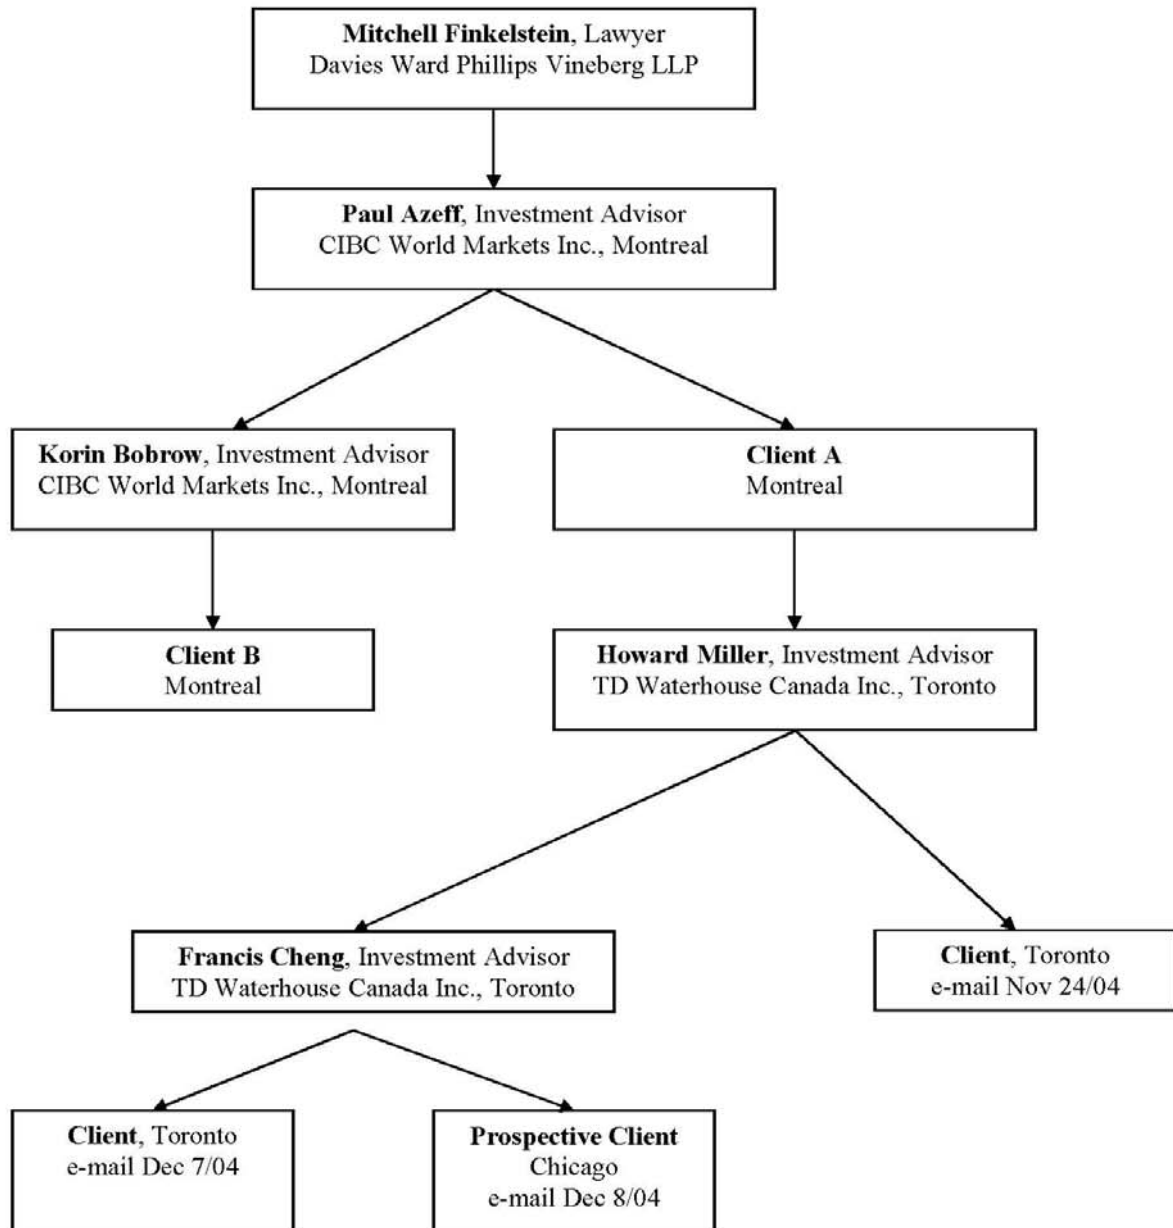 Mitchell Finkelstein, Lawyer
Davies Ward Phillips Vineberg LLP
Paul Azeff, Investment Advisor
CIBC World Markets Inc., Montreal
Korin Bobrow, Investment Advisor
CIBC World Markets Inc., Montreal
Client A
Montreal
Client B
Montreal
Howard Miller, Investment Advisor
TD Waterhouse Canada Inc., Toronto
Francis Cheng, Investment Advisor
TD Waterhouse Canada Inc., Toronto
Client, Toronto
e-mail Nov 24/04
Client, Toronto
e-mail Dec 7/04
Prospective Client
Chicago
e-mail Dec 8/04